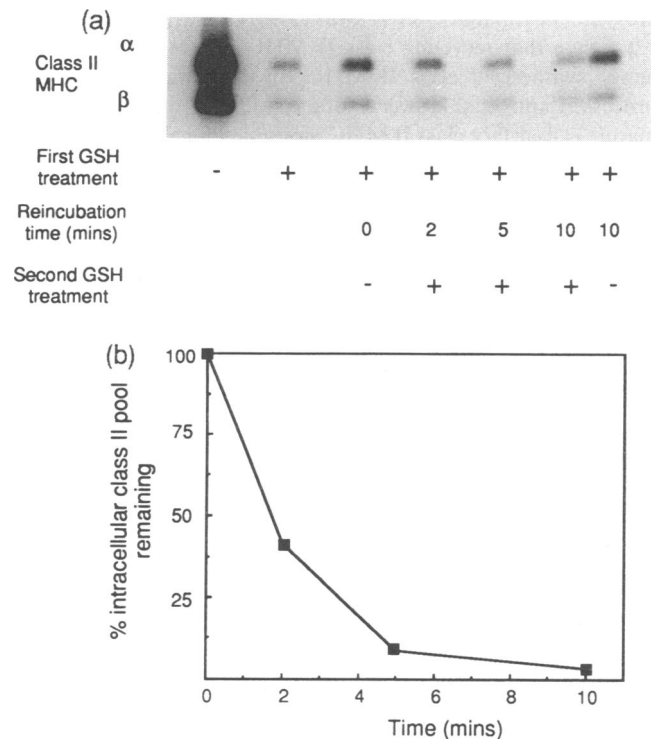 (a)
Class II
MHC
α
β
First GSH
treatment
- + + + + + +
Reincubation
time (mins)
0 2 5 10 10
Second GSH
treatment
- + + + -
(b)
% intracellular class II pool
remaining
100
75
50
25
0 2 4 6 8 10
Time (mins)